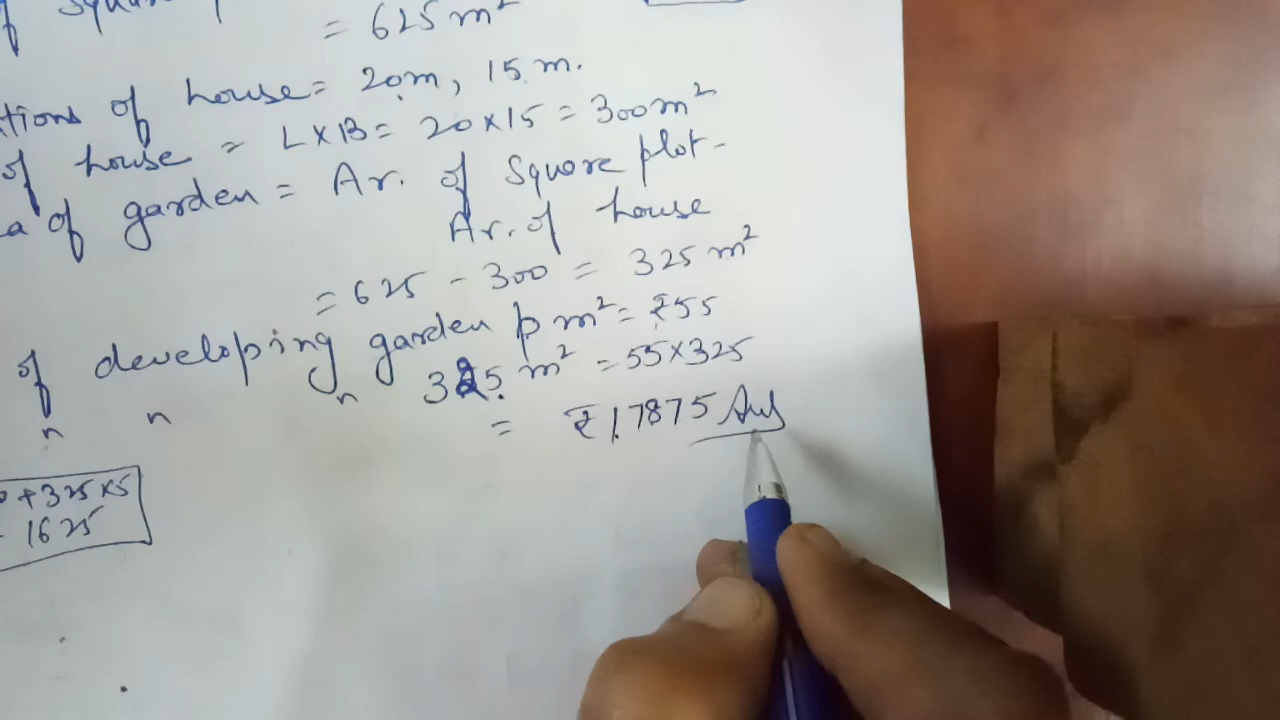 of Square
= 625 m²
tions of house = 20m, 15 m.
of house = L×B = 20×15 = 300m²
a of garden = Ar. of Square plot -
Ar. of house
= 625 - 300 = 325 m²
of developing garden p m² = ₹55
" " " 325 m² = 55×325
= ₹17875 Ans
+325×5
1625